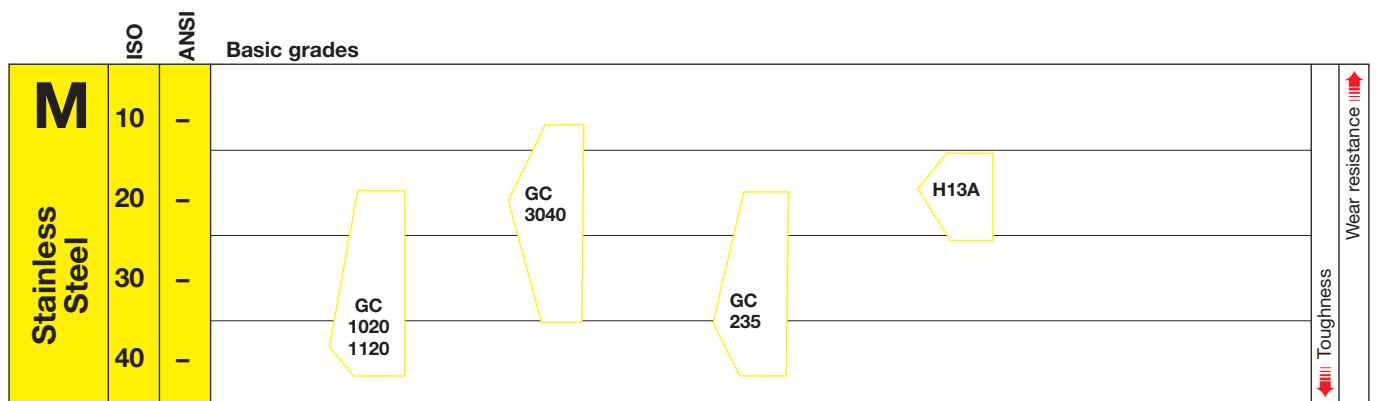 ISO
ANSI
Basic grades
M
Stainless
Steel
10 –
20 –
30 –
40 –
GC
1020
1120
GC
3040
GC
235
H13A
Toughness
Wear resistance